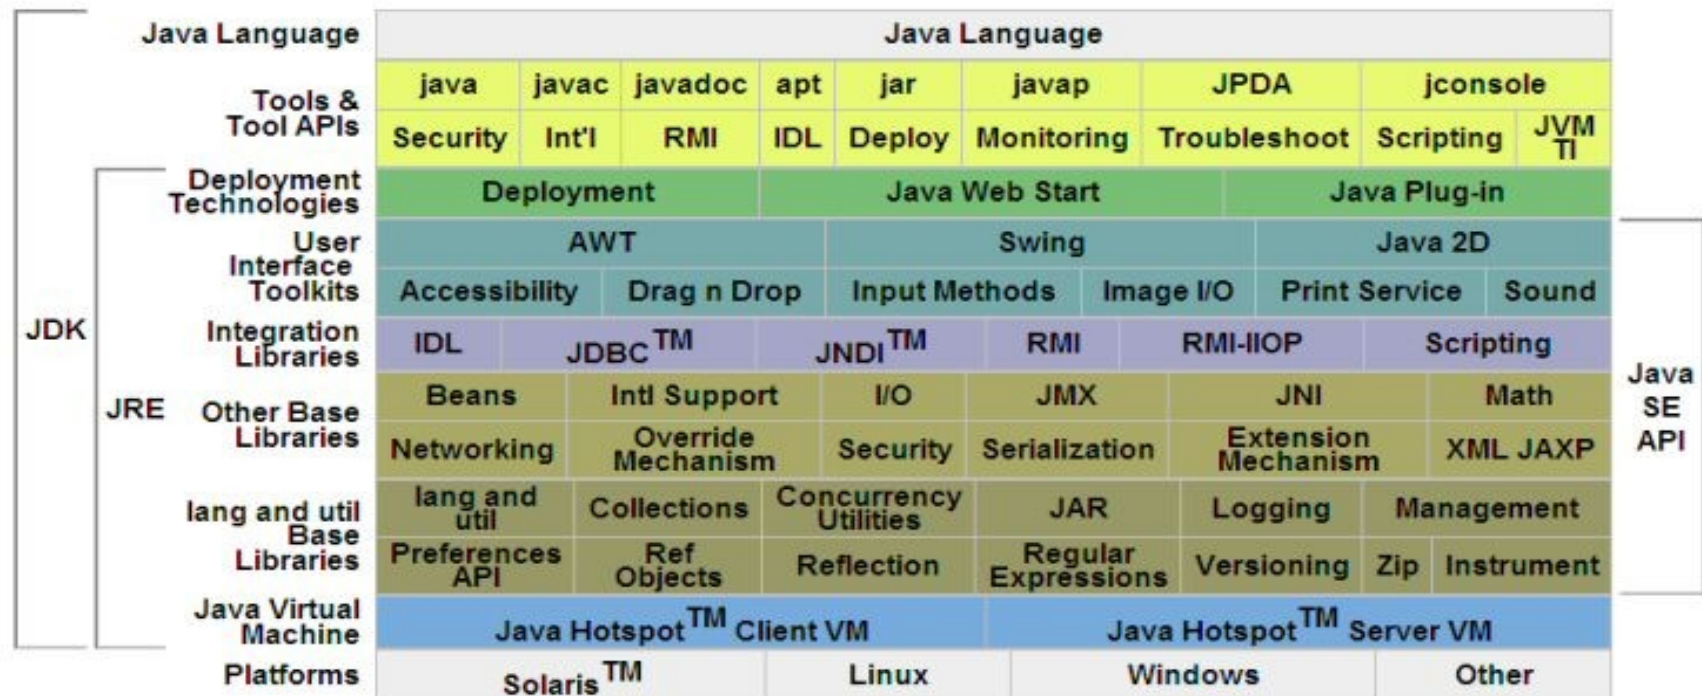 Java Language Java Language
Tools & Tool APIs java javac javadoc apt jar javap JPDA jconsole
Security Int'l RMI IDL Deploy Monitoring Troubleshoot Scripting JVM TI
Deployment Technologies Deployment Java Web Start Java Plug-in
User Interface Toolkits AWT Swing Java 2D
Accessibility Drag n Drop Input Methods Image I/O Print Service Sound
JDK
Integration Libraries IDL JDBC™ JNDI™ RMI RMI-IIOP Scripting
JRE
Other Base Libraries Beans Intl Support I/O JMX JNI Math
Networking Override Mechanism Security Serialization Extension Mechanism XML JAXP
Java SE API
lang and util Base Libraries lang and util Collections Concurrency Utilities JAR Logging Management
Preferences API Ref Objects Reflection Regular Expressions Versioning Zip Instrument
Java Virtual Machine Java Hotspot™ Client VM Java Hotspot™ Server VM
Platforms Solaris™ Linux Windows Other